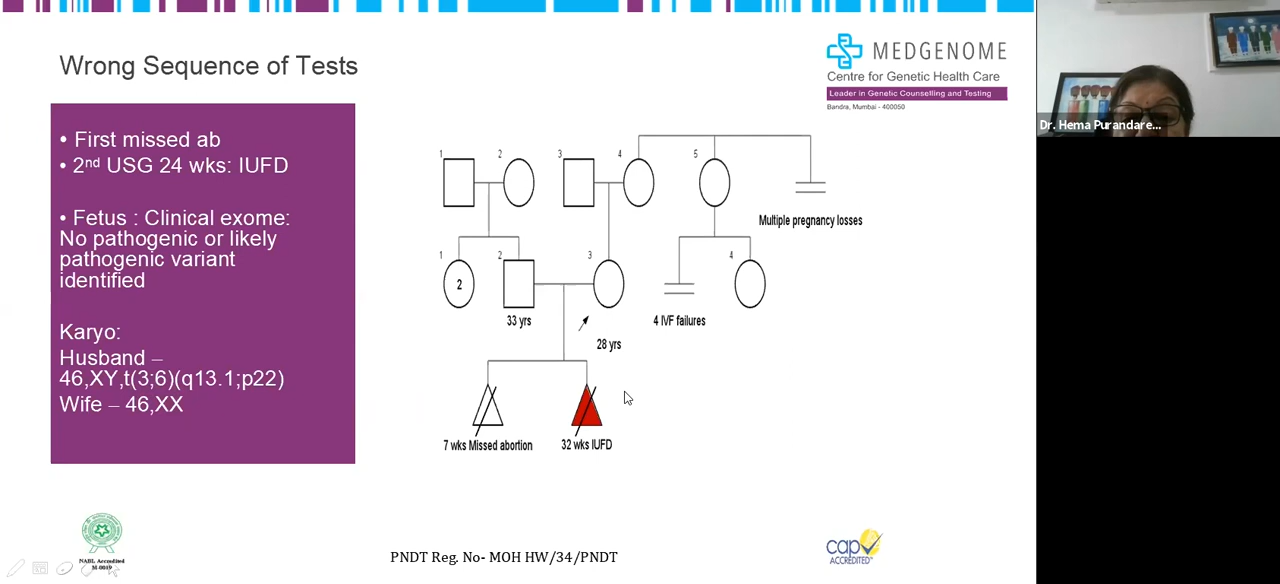 Wrong Sequence of Tests
MEDGENOME
Centre for Genetic Health Care
Leader in Genetic Counselling and Testing
Bandra, Mumbai - 400050
Dr. Hema Purandare...
• First missed ab
• 2nd USG 24 wks: IUFD
• Fetus : Clinical exome:
No pathogenic or likely
pathogenic variant
identified
Karyo:
Husband –
46,XY,t(3;6)(q13.1;p22)
Wife – 46,XX
1 2 3 4 5
Multiple pregnancy losses
1 2 3 4
2
33 yrs
4 IVF failures
28 yrs
7 wks Missed abortion
32 wks IUFD
NABL Accredited
M-0049
PNDT Reg. No- MOH HW/34/PNDT
cap
ACCREDITED